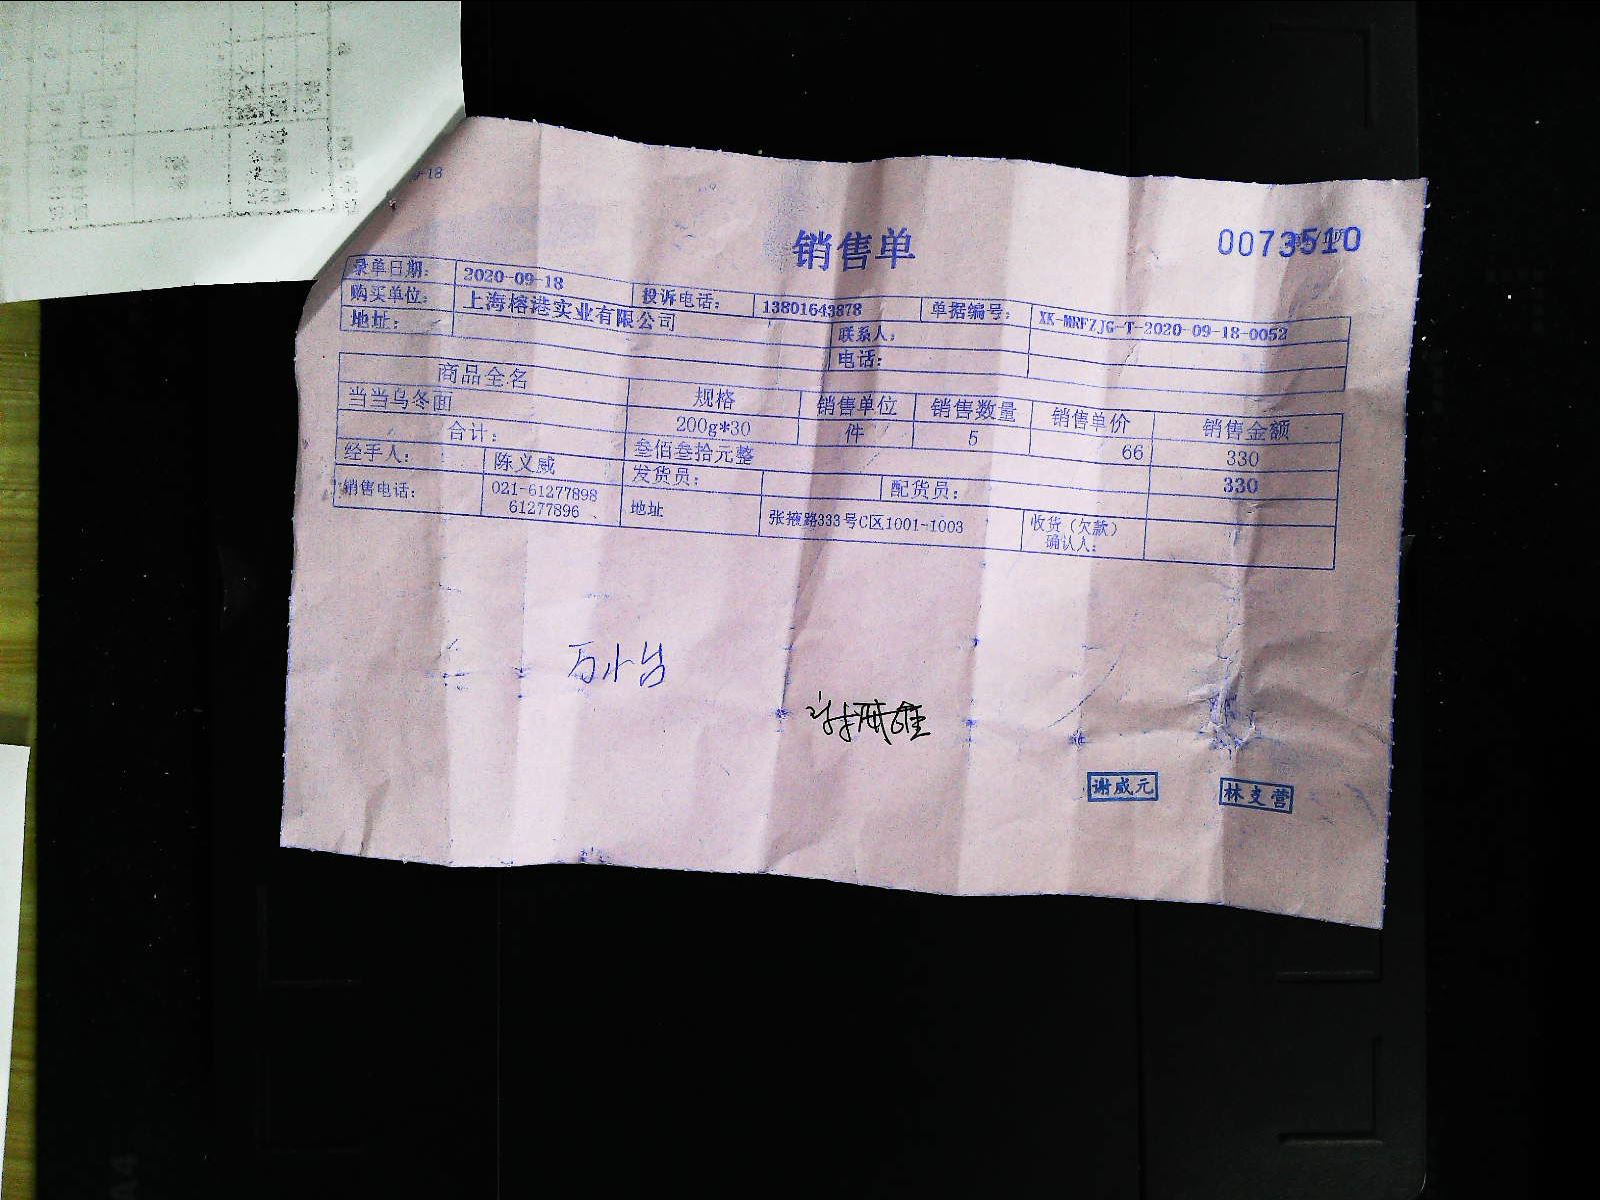 9-18
销售单
0073510
录单日期: 2020-09-18 投诉电话: 13801643878 单据编号: XK-MRFZJG-T-2020-09-18-0052
购买单位: 上海榕港实业有限公司 联系人:
地址: 电话:
商品全名 规格 销售单位 销售数量 销售单价 销售金额
当当乌冬面 200g*30 件 5 66 330
合计: 叁佰叁拾元整 330
经手人: 陈义威 发货员: 配货员:
销售电话: 021-61277898 61277896 地址 张掖路333号C区1001-1003 收货(欠款)确认人:
谢威元 林支营
A4